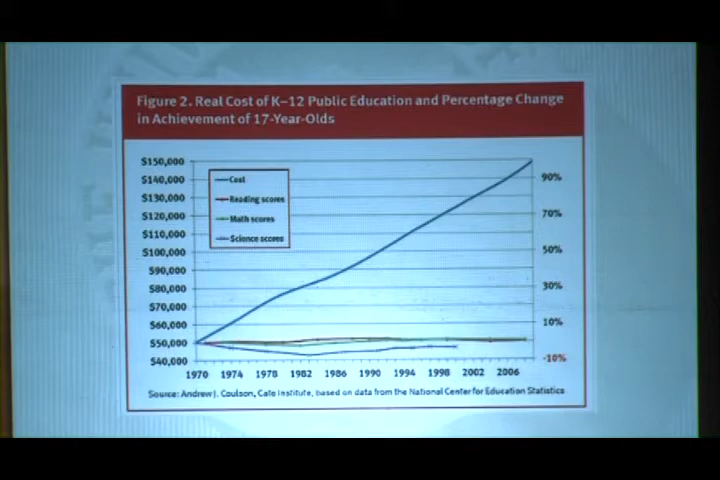 Figure 2. Real Cost of K–12 Public Education and Percentage Change
in Achievement of 17-Year-Olds
$150,000
$140,000
$130,000
$120,000
$110,000
$100,000
$90,000
$80,000
$70,000
$60,000
$50,000
$40,000
Cost
Reading scores
Math scores
Science scores
90%
70%
50%
30%
10%
-10%
1970 1974 1978 1982 1986 1990 1994 1998 2002 2006
Source: Andrew J. Coulson, Cato Institute, based on data from the National Center for Education Statistics